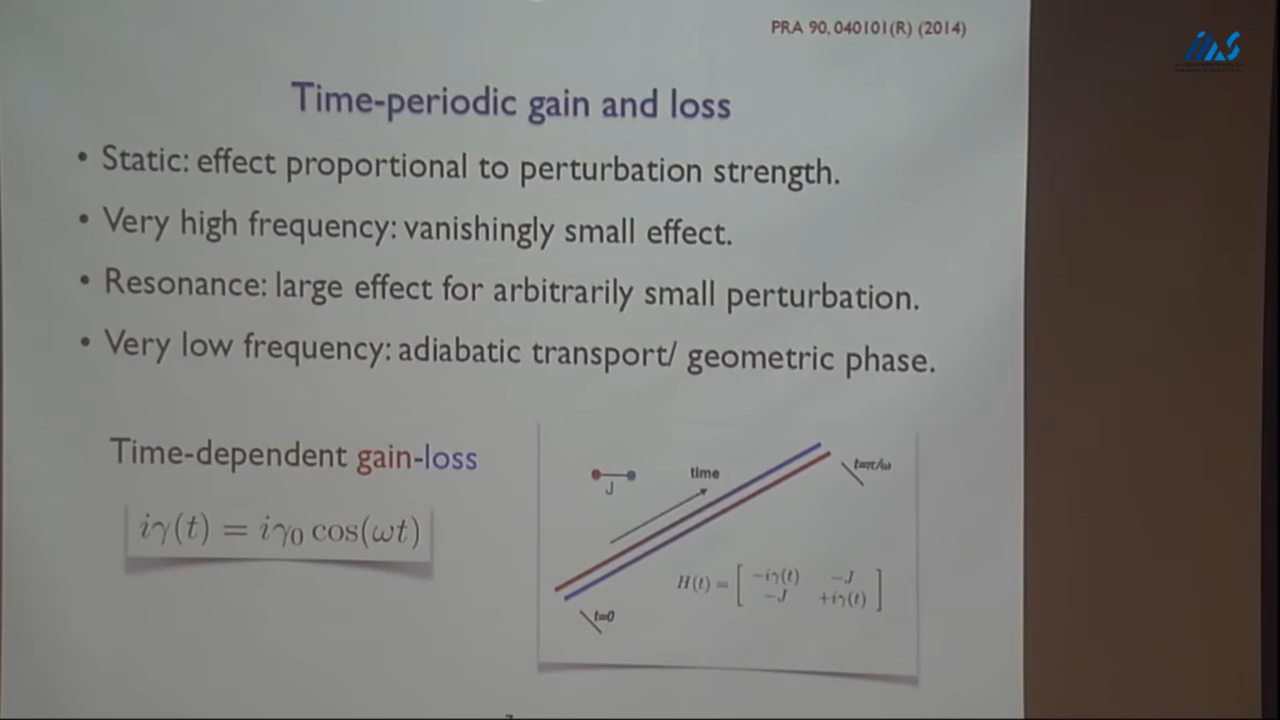 PRA 90, 040101(R) (2014)
Time-periodic gain and loss
• Static: effect proportional to perturbation strength.
• Very high frequency: vanishingly small effect.
• Resonance: large effect for arbitrarily small perturbation.
• Very low frequency: adiabatic transport/ geometric phase.
Time-dependent gain-loss
iγ(t) = iγ₀ cos(ωt)
J
time
t=π/ω
H(t) = [ −iγ(t) −J
−J +iγ(t) ]
t=0